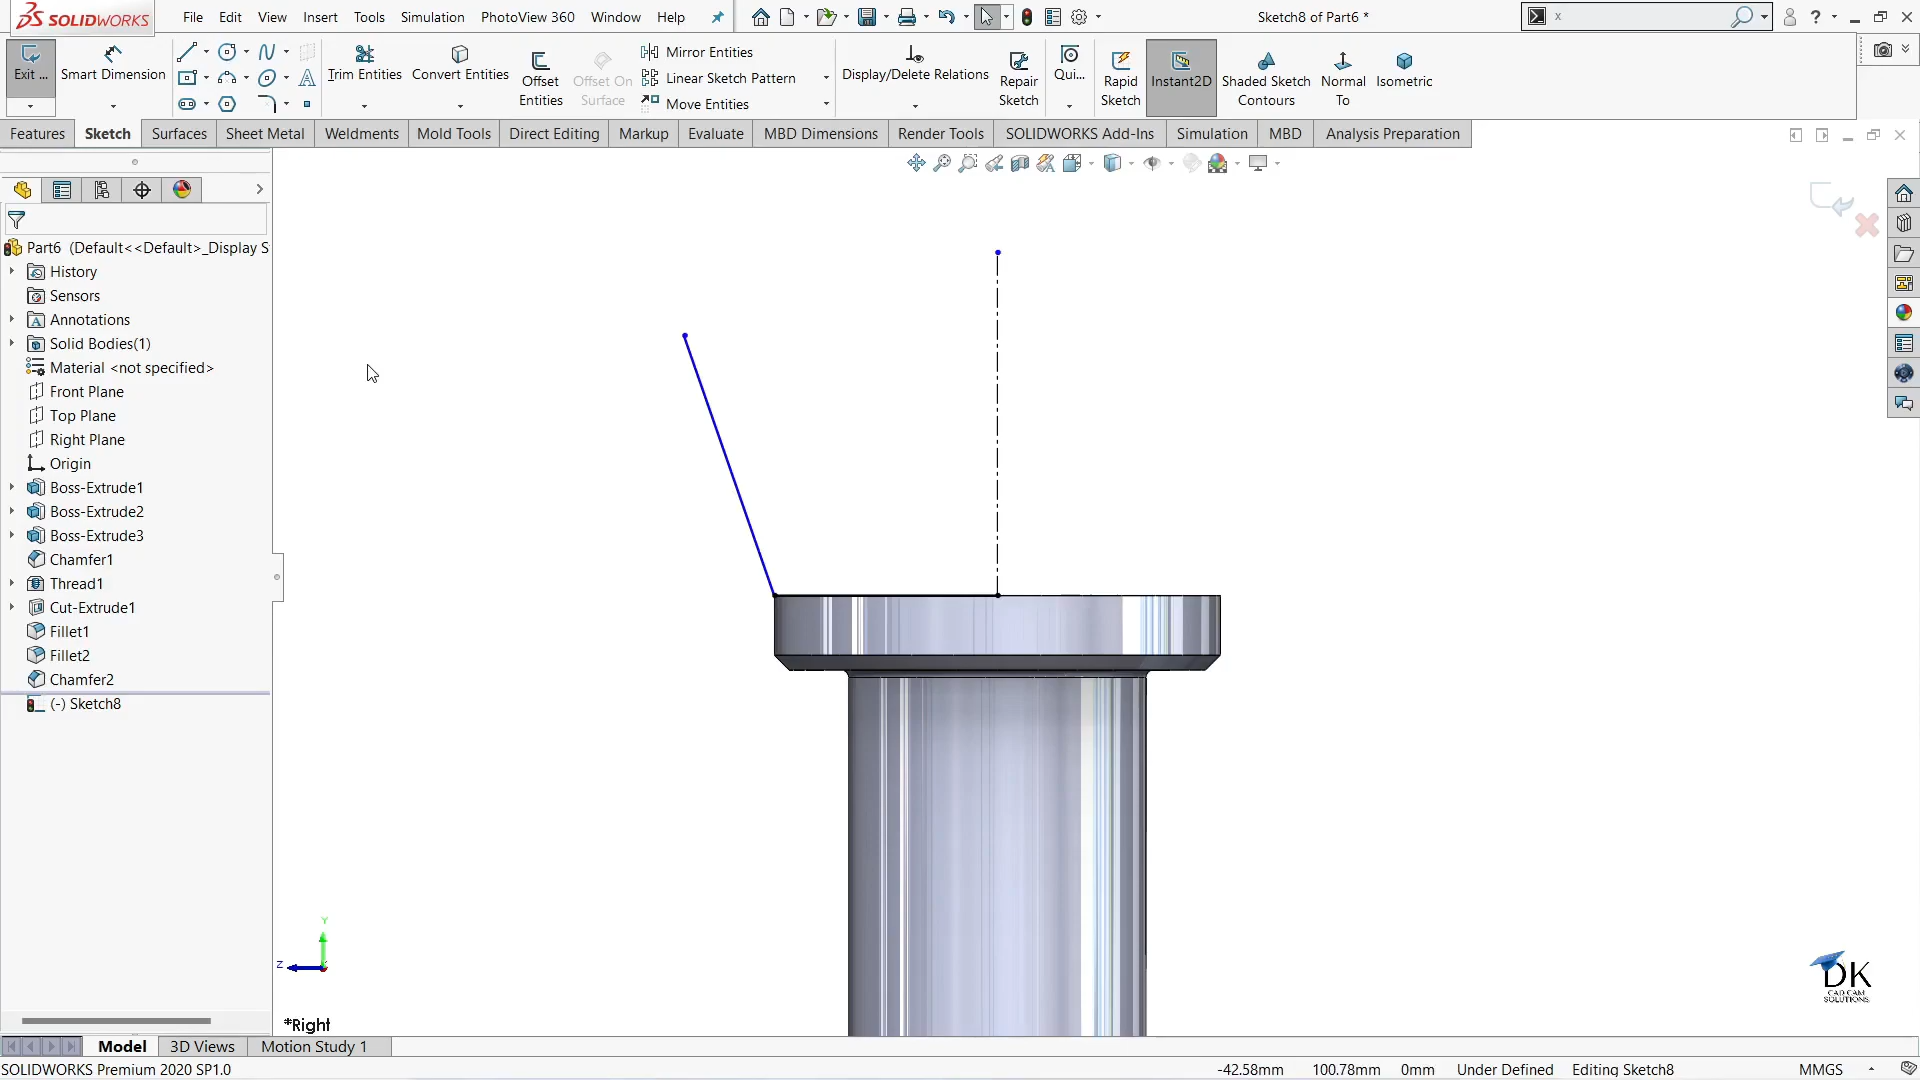 SOLIDWORKS File Edit View Insert Tools Simulation PhotoView 360 Window Help Sketch8 of Part6 * x ?
Exit ... Smart Dimension Trim Entities Convert Entities Offset Entities Offset On Surface Mirror Entities Linear Sketch Pattern Move Entities Display/Delete Relations Repair Sketch Qui... Rapid Sketch Instant2D Shaded Sketch Contours Normal To Isometric
Features Sketch Surfaces Sheet Metal Weldments Mold Tools Direct Editing Markup Evaluate MBD Dimensions Render Tools SOLIDWORKS Add-Ins Simulation MBD Analysis Preparation
Part6 (Default<<Default>_Display S
History
Sensors
Annotations
Solid Bodies(1)
Material <not specified>
Front Plane
Top Plane
Right Plane
Origin
Boss-Extrude1
Boss-Extrude2
Boss-Extrude3
Chamfer1
Thread1
Cut-Extrude1
Fillet1
Fillet2
Chamfer2
(-) Sketch8
Y
Z
DK
CAD CAM
SOLUTIONS
*Right
Model 3D Views Motion Study 1
SOLIDWORKS Premium 2020 SP1.0 -42.58mm 100.78mm 0mm Under Defined Editing Sketch8 MMGS